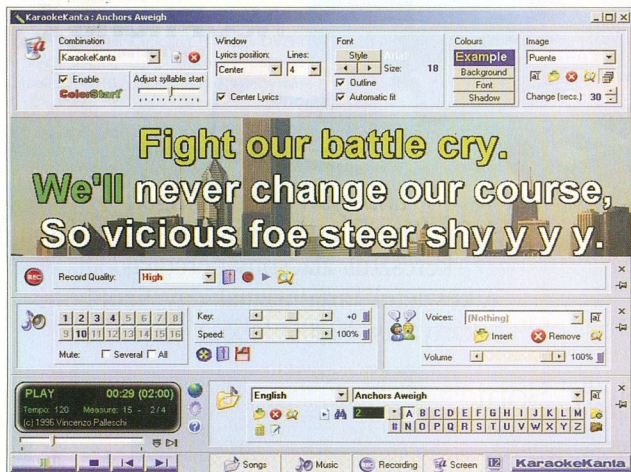 KaraokeKanta : Anchors Aweigh
Combination
KaraokeKanta
Enable
Adjust syllable start
ColorStart
Window
Lyrics position:
Lines:
Center
4
Center Lyrics
Font
Style
Arial
Size:
18
Outline
Automatic fit
Colours
Example
Background
Font
Shadow
Image
Puente
Change (secs.)
30
Fight our battle cry.
We'll never change our course,
So vicious foe steer shy y y y.
REC
Record Quality:
High
1 2 3 4 5 6 7 8
9 10 11 12 13 14 15 16
Mute:
Several
All
Key:
+0
Speed:
100%
Voices:
(Nothing)
Insert
Remove
Volume
100%
PLAY
00:29 (02:00)
Tempo: 120 Measure: 15 - 2/4
(c) 1996 Vincenzo Palleschi
English
Anchors Aweigh
2
* A B C D E F G H I J K L M
# N O P Q R S T U V W X Y Z
Songs
Music
Recording
Screen
KaraokeKanta